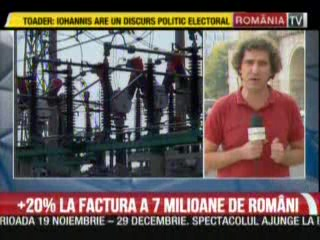 TOADER: IOHANNIS ARE UN DISCURS POLITIC ELECTORAL
ROMÂNIA TV
+20% LA FACTURA A 7 MILIOANE DE ROMÂNI
RIOADA 19 NOIEMBRIE – 29 DECEMBRIE. SPECTACOLUL AJUNGE LA